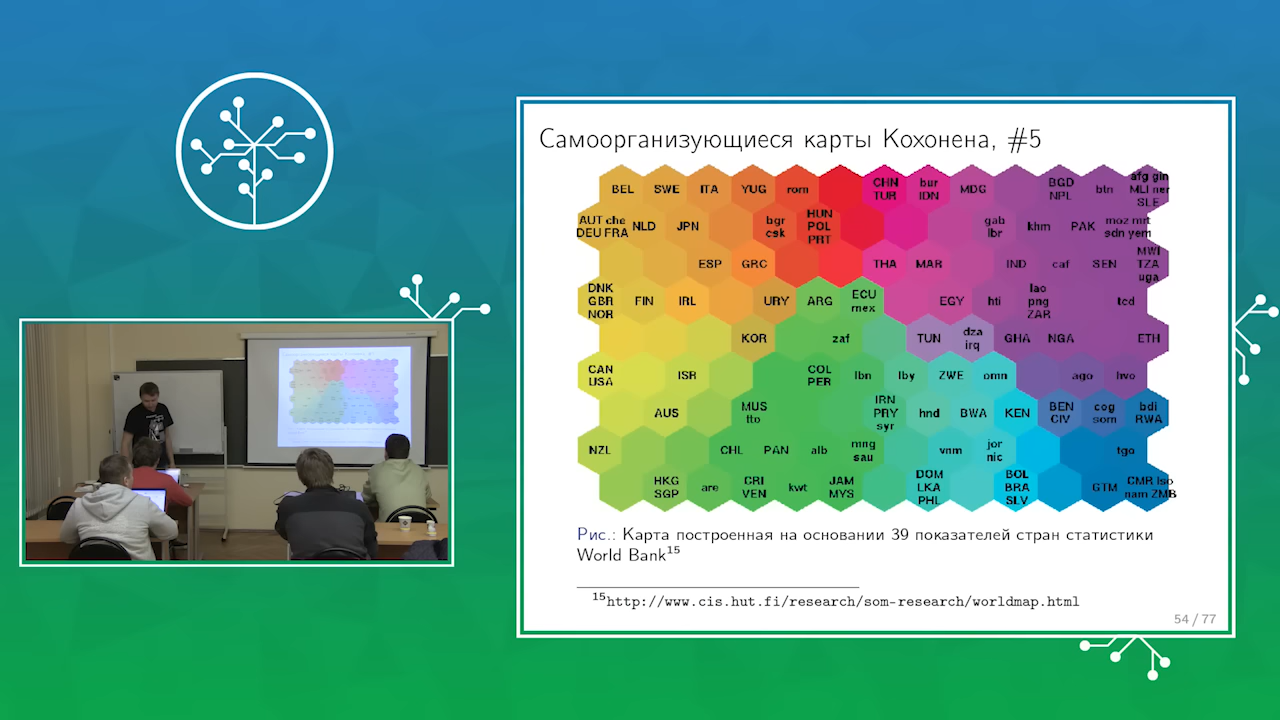 Самоорганизующиеся карты Кохонена, #5
BEL SWE ITA YUG rom CHN bur MDG BGD btn afg gin
TUR IDN NPL MLI ner
SLE
AUT che NLD JPN bgr HUN gab khm PAK moz mrt
DEU FRA csk POL lbr sdn yem
PRT
ESP GRC THA MAR IND caf SEN MWI
TZA
uga
DNK FIN IRL URY ARG ECU EGY hti lao tcd
GBR mex png
NOR ZAR
KOR zaf TUN dza GHA NGA ETH
irq
CAN ISR COL lbn lby ZWE omn ago hvo
USA PER
AUS MUS IRN hnd BWA KEN BEN cog bdi
tto PRY CIV som RWA
syr
NZL CHL PAN alb mng vnm jor tgo
sau nic
HKG are CRI kwt JAM DOM BOL GTM CMR lso
SGP VEN MYS LKA BRA nam ZMB
PHL SLV
Рис.: Карта построенная на основании 39 показателей стран статистики
World Bank15
15http://www.cis.hut.fi/research/som-research/worldmap.html
54 / 77